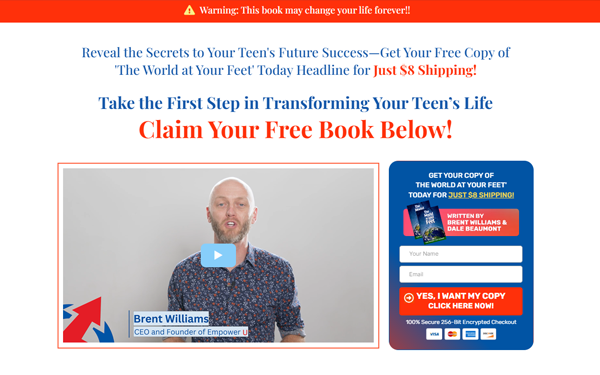 Warning: This book may change your life forever!!
Reveal the Secrets to Your Teen's Future Success—Get Your Free Copy of
'The World at Your Feet' Today Headline for Just $8 Shipping!
Take the First Step in Transforming Your Teen's Life
Claim Your Free Book Below!
Brent Williams
CEO and Founder of Empower U
GET YOUR COPY OF
THE WORLD AT YOUR FEET'
TODAY FOR JUST $8 SHIPPING!
WRITTEN BY
BRENT WILLIAMS &
DALE BEAUMONT
Your Name
Email
YES, I WANT MY COPY
CLICK HERE NOW!
100% Secure 256-Bit Encrypted Checkout
VISA